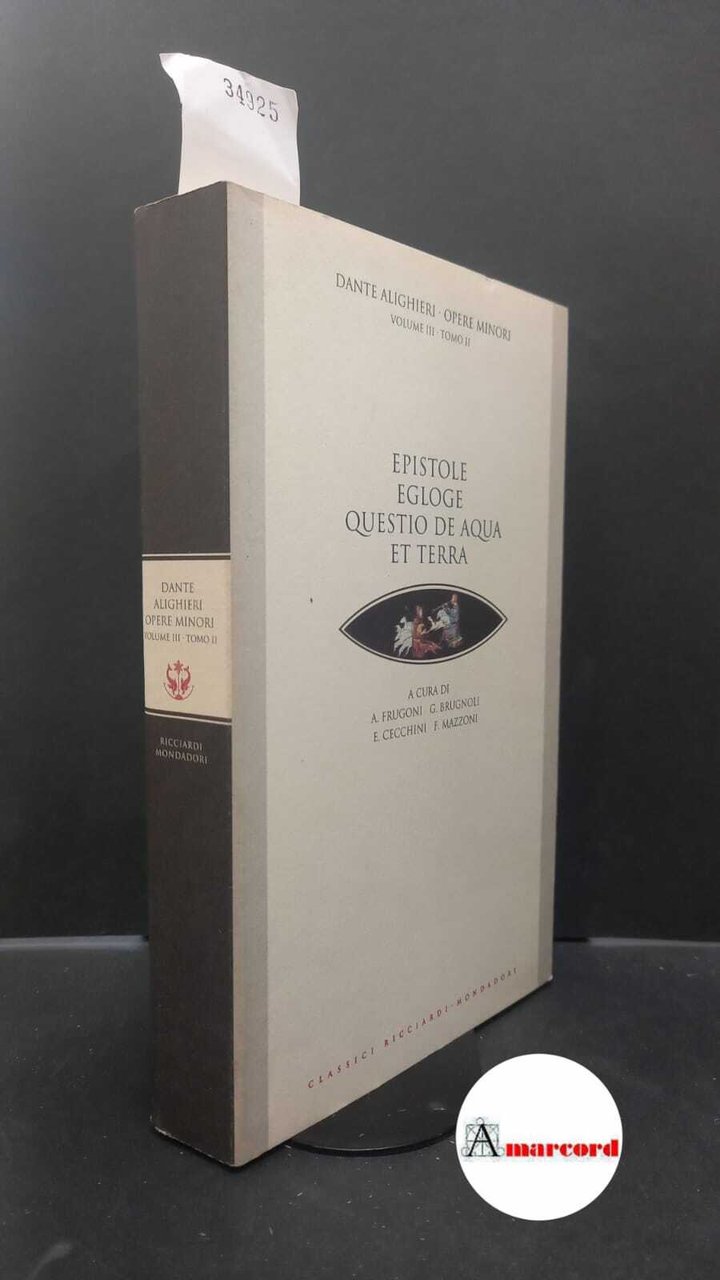 34925
DANTE ALIGHIERI · OPERE MINORI
VOLUME III · TOMO II
EPISTOLE
EGLOGE
QUESTIO DE AQUA
ET TERRA
A CURA DI
A. FRUGONI G. BRUGNOLI
E. CECCHINI F. MAZZONI
CLASSICI RICCIARDI · MONDADORI
DANTE
ALIGHIERI
OPERE MINORI
VOLUME III · TOMO II
RICCIARDI
MONDADORI
Amarcord